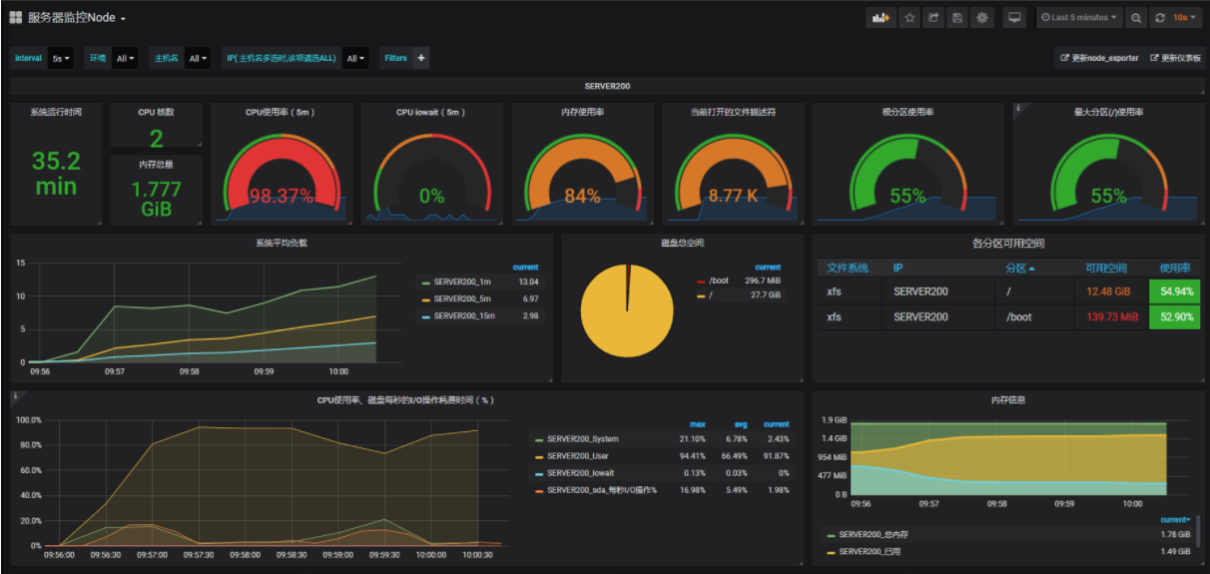 服务器监控Node
Last 5 minutes
10s
interval 5s 环境 All 主机名 All IP(主机名多选时,该项请选ALL) All Filters +
更新node_exporter 更新仪表板
SERVER200
系统运行时间
35.2
min
CPU 核数
2
内存总量
1.777
GiB
CPU使用率（5m）
98.37%
CPU iowait（5m）
0%
内存使用率
84%
当前打开的文件描述符
8.77 K
根分区使用率
55%
最大分区(/)使用率
55%
系统平均负载
15
10
5
0
09:56 09:57 09:58 09:59 10:00
current
SERVER200_1m 13.04
SERVER200_5m 6.97
SERVER200_15m 2.98
磁盘总空间
current
/boot 296.7 MiB
/ 27.7 GiB
各分区可用空间
文件系统 IP 分区 可用空间 使用率
xfs SERVER200 / 12.48 GiB 54.94%
xfs SERVER200 /boot 139.73 MiB 52.90%
CPU使用率、磁盘每秒的I/O操作耗费时间（%）
100.0%
80.0%
60.0%
40.0%
20.0%
0%
09:56:00 09:56:30 09:57:00 09:57:30 09:58:00 09:58:30 09:59:00 09:59:30 10:00:00 10:00:30
max avg current
SERVER200_System 21.10% 6.78% 2.43%
SERVER200_User 94.41% 66.49% 91.87%
SERVER200_Iowait 0.13% 0.03% 0%
SERVER200_sda_每秒I/O操作% 16.98% 5.49% 1.98%
内存信息
1.9 GiB
1.4 GiB
954 MiB
477 MiB
0 B
09:56 09:57 09:58 09:59 10:00
current
SERVER200_总内存 1.78 GiB
SERVER200_已用 1.49 GiB